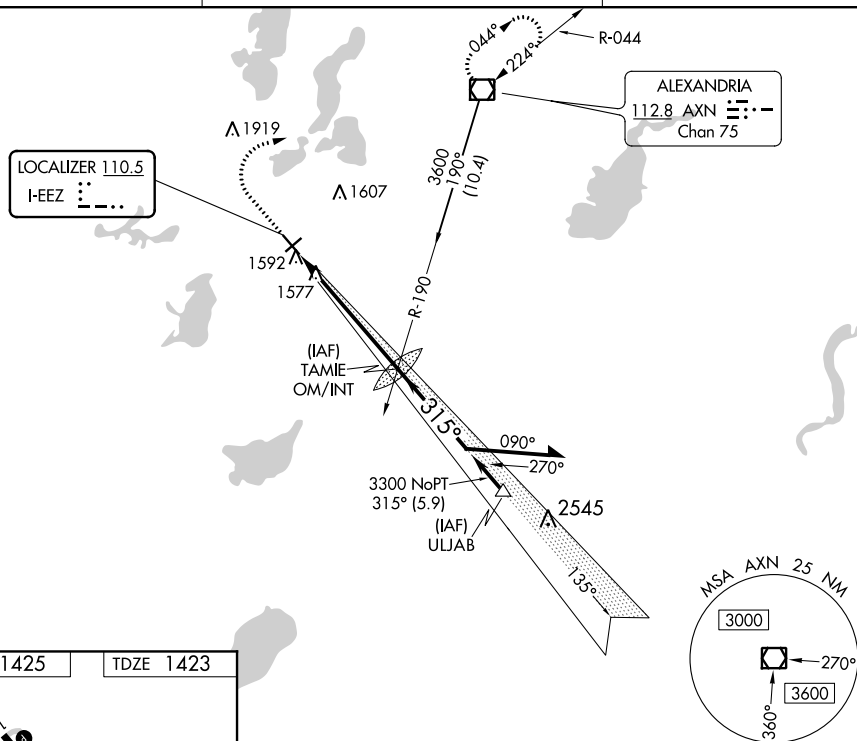 044°
224°
R-044
ALEXANDRIA
112.8 AXN
Chan 75
1919
LOCALIZER 110.5
I-EEZ
1607
3600
190°
(10.4)
1592
1577
R-190
(IAF)
TAMIE
OM/INT
315°
090°
270°
3300 NoPT
315° (5.9)
2545
(IAF)
ULJAB
135°
MSA AXN 25 NM
3000
270°
3600
360°
1425
TDZE 1423